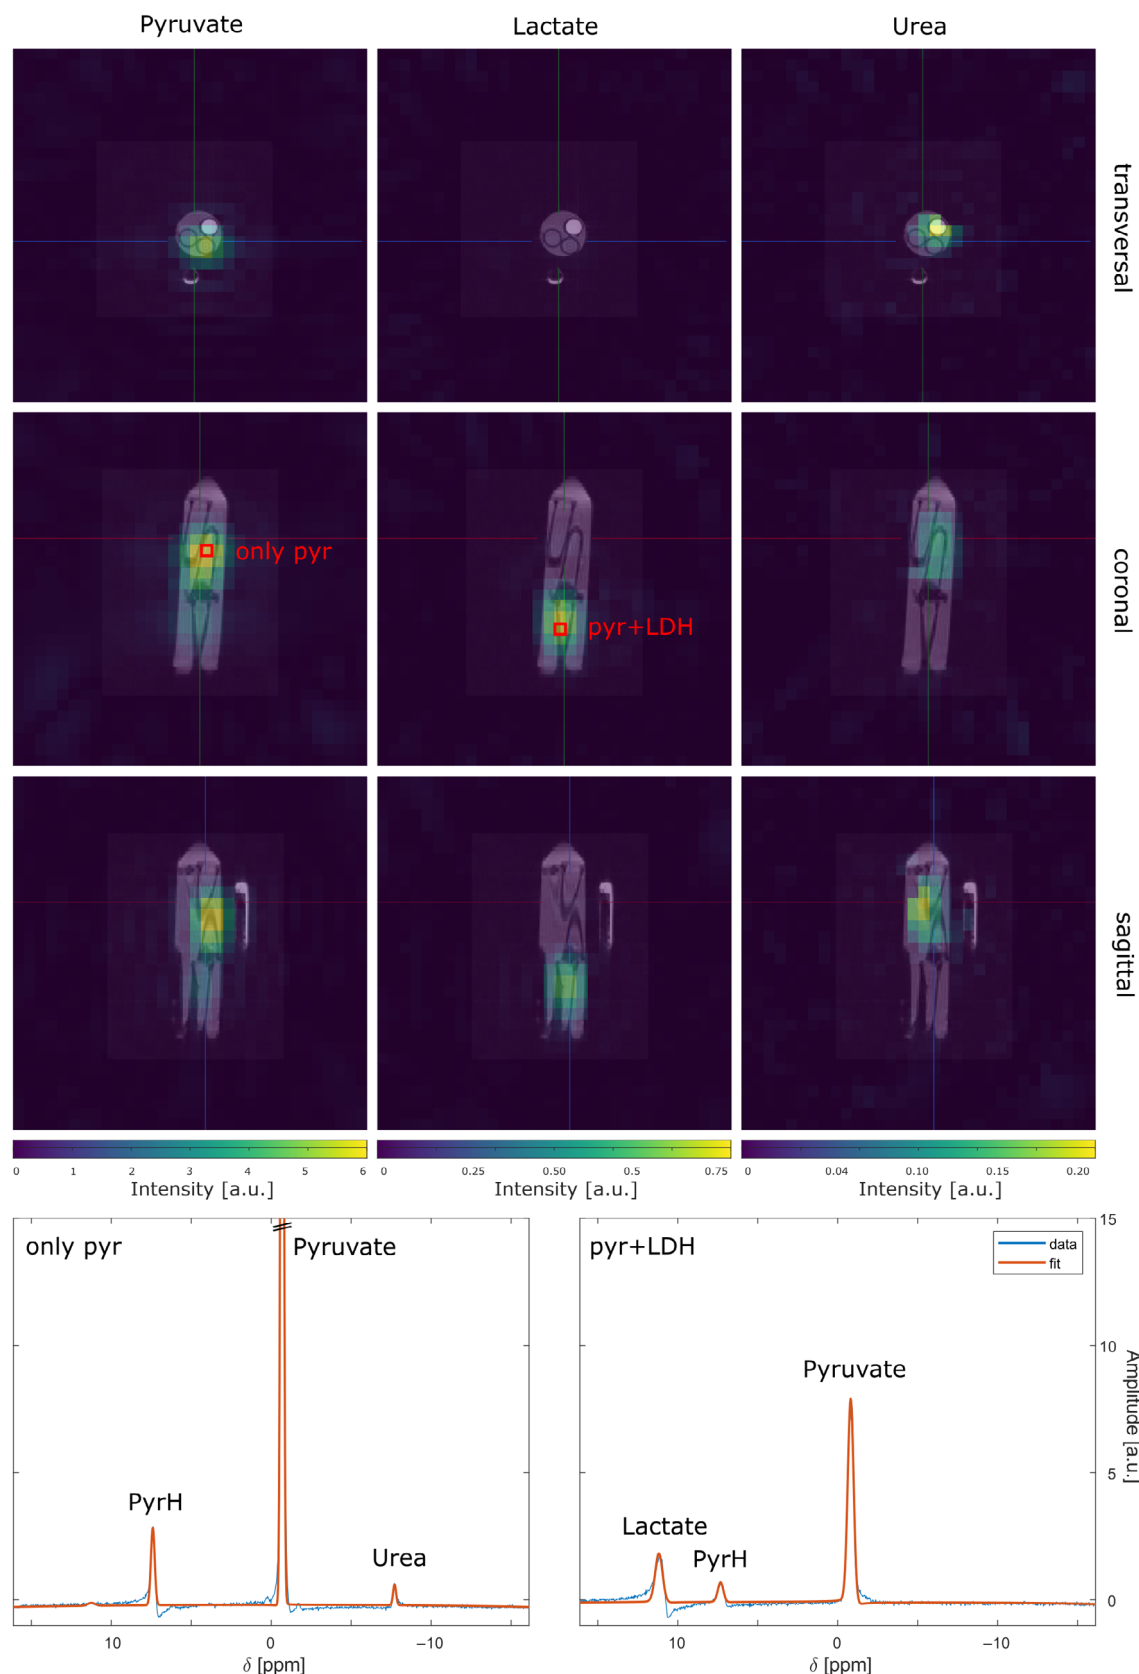 Pyruvate
Lactate
Urea
transversal
only pyr
pyr+LDH
coronal
sagittal
0 1 2 3 4 5 6
Intensity [a.u.]
0 0.25 0.50 0.5 0.75
Intensity [a.u.]
0 0.04 0.10 0.15 0.20
Intensity [a.u.]
only pyr
Pyruvate
PyrH
Urea
10 0 −10
δ [ppm]
pyr+LDH
data
fit
Pyruvate
Lactate
PyrH
15
10
5
0
Amplitude [a.u.]
10 0 −10
δ [ppm]